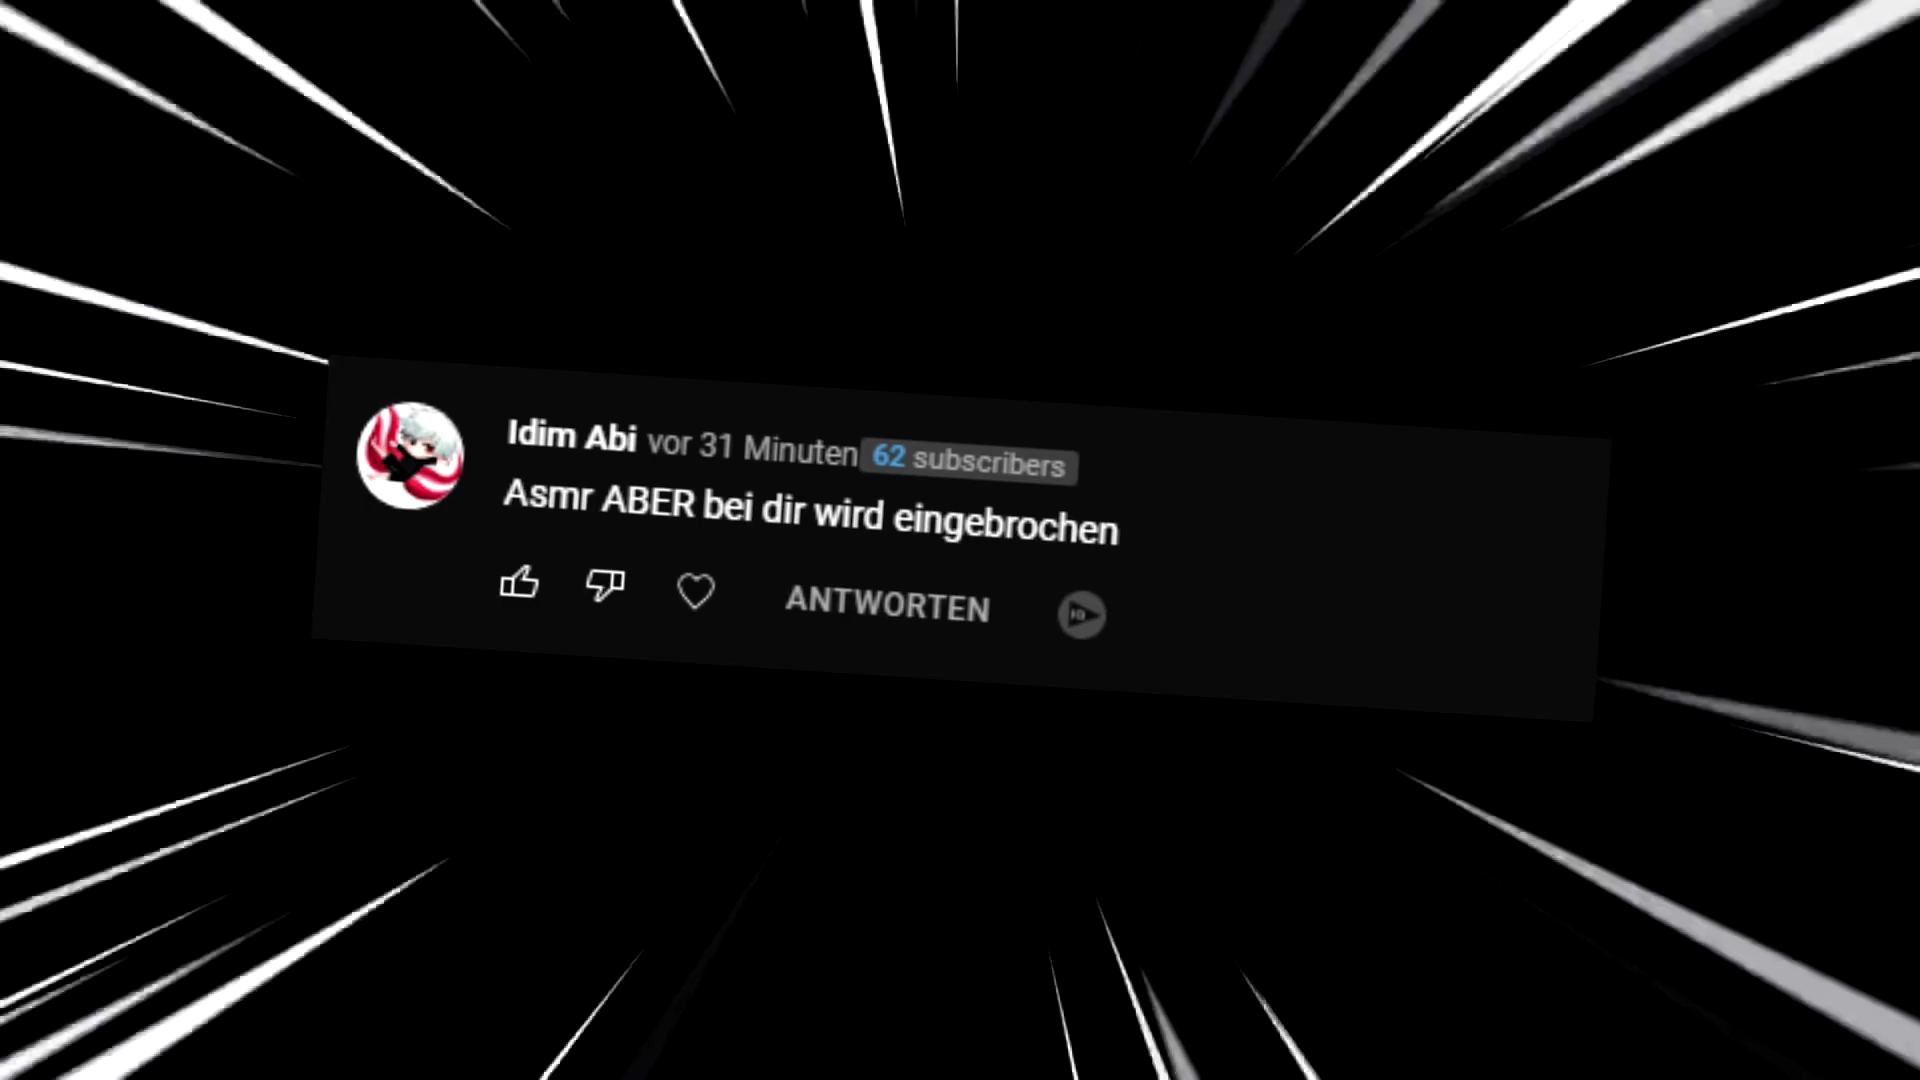 Idim Abi vor 31 Minuten 62 subscribers
Asmr ABER bei dir wird eingebrochen
ANTWORTEN